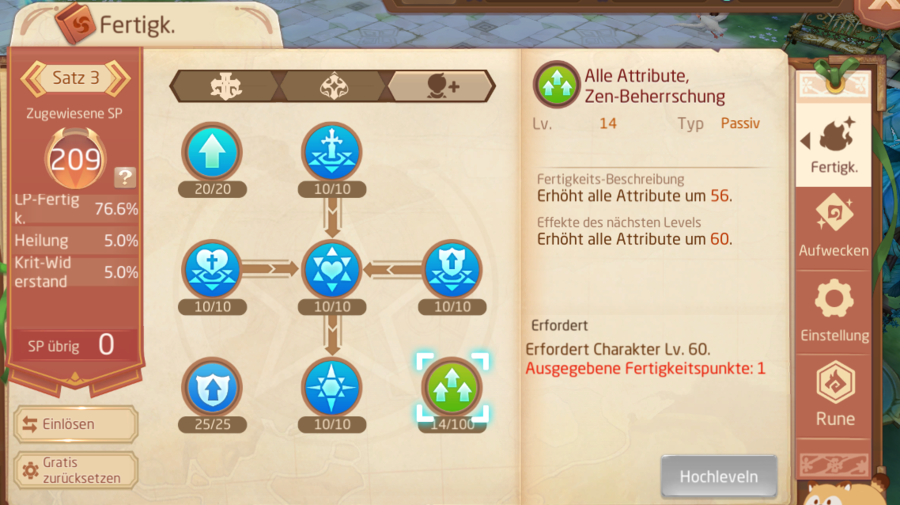 Fertigk.
Satz 3
Zugewiesene SP
209
?
LP-Fertig
k.
76.6%
Heilung 5.0%
Krit-Wid
erstand
5.0%
SP übrig 0
Einlösen
Gratis
zurücksetzen
20/20 10/10
10/10 10/10 10/10
25/25 10/10 14/100
Alle Attribute,
Zen-Beherrschung
Lv. 14 Typ Passiv
Fertigkeits-Beschreibung
Erhöht alle Attribute um 56.
Effekte des nächsten Levels
Erhöht alle Attribute um 60.
Erfordert
Erfordert Charakter Lv. 60.
Ausgegebene Fertigkeitspunkte: 1
Hochleveln
Fertigk.
Aufwecken
Einstellung
Rune